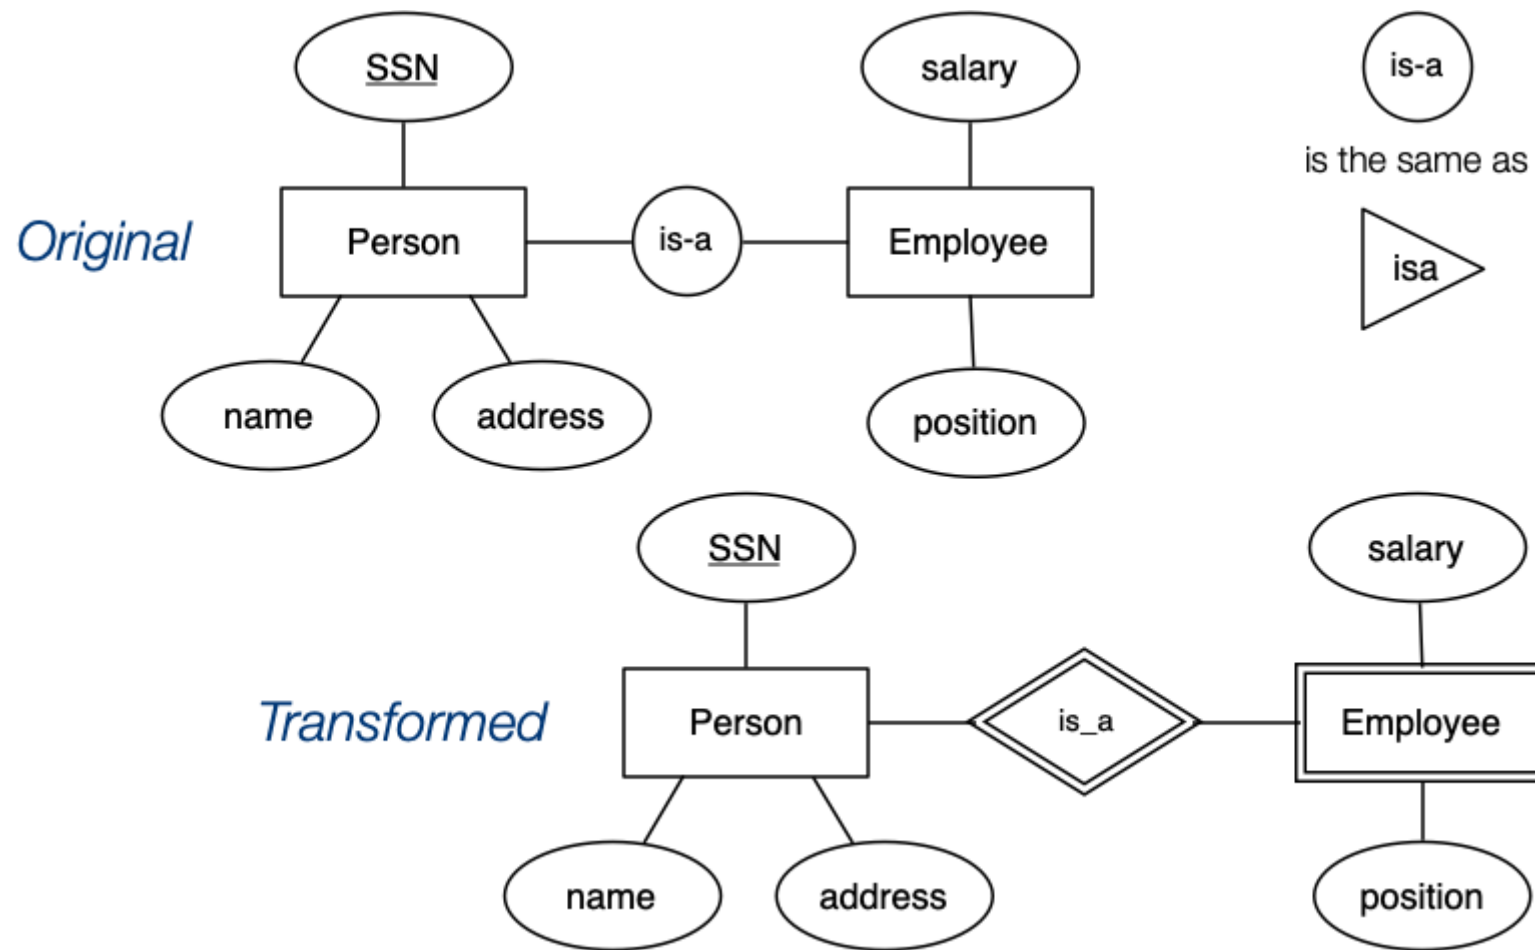 SSN
salary
is-a
is the same as
Original
Person
is-a
Employee
isa
name
address
position
SSN
salary
Transformed
Person
is_a
Employee
name
address
position